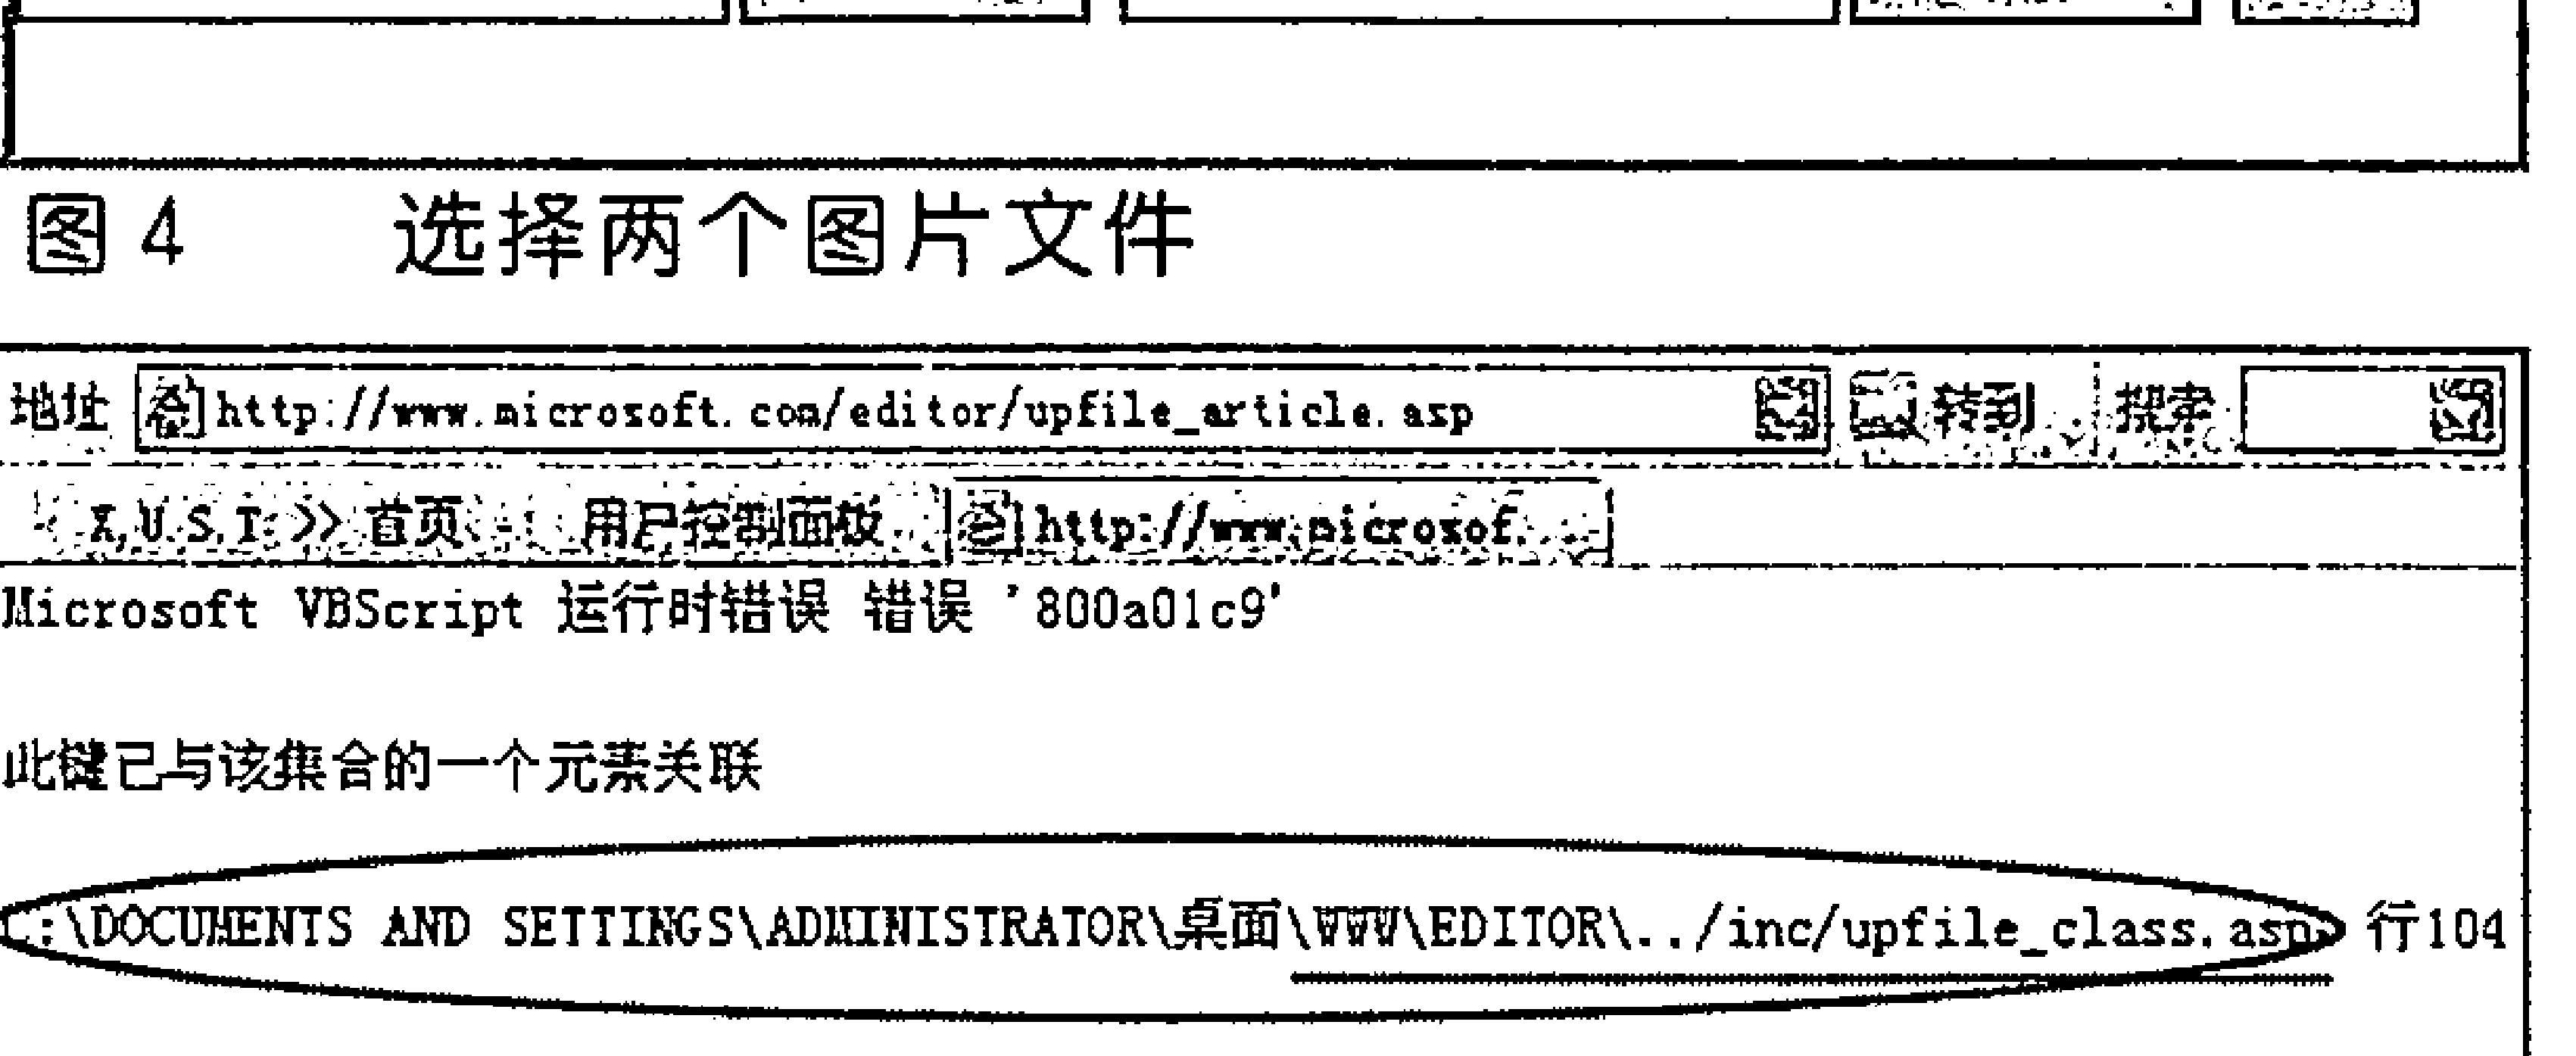 图 4 选择两个图片文件
地址 http://www.microsoft.com/editor/upfile_article.asp 转到 搜索
X.U.S.T >> 首页 - 用户控制面板 http://www.microsof...
Microsoft VBScript 运行时错误 错误 '800a01c9'
此键已与该集合的一个元素关联
C:\DOCUMENTS AND SETTINGS\ADMINISTRATOR\桌面\WWW\EDITOR\../inc/upfile_class.asp, 行104